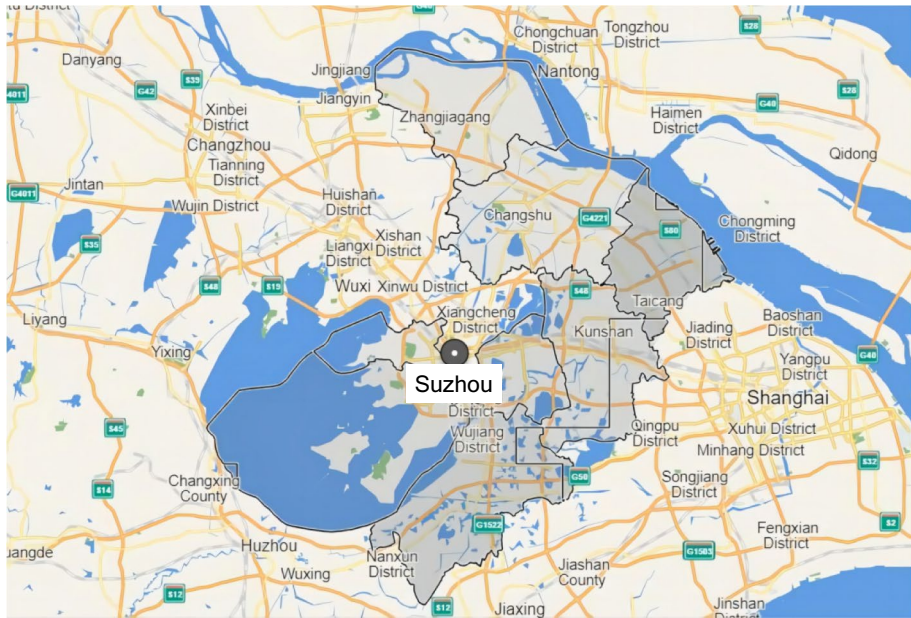 tu District
S48
Chongchuan
District
Tongzhou
District
S28
Danyang
G42
S39
Jingjiang
Jiangyin
Nantong
G4011
Xinbei
District
Zhangjiagang
G40
S28
Haimen
District
Changzhou
Tianning
District
Qidong
Jintan
G4011
Wujin District
Huishan
District
Changshu
G4221
Chongming
District
S35
Liangxi
District
Xishan
District
S80
S48
S19
Wuxi
Xinwu District
S48
Taicang
Liyang
Xiangcheng
District
Kunshan
Jiading
District
Baoshan
District
Yixing
G40
Yangpu
District
Suzhou
District
Shanghai
S45
Wujiang
District
Qingpu
District
Xuhui District
Minhang District
S32
Changxing
County
G50
Songjiang
District
S14
G1522
S2
uangde
Huzhou
Fengxian
District
Nanxun
District
G1503
Wuxing
Jiashan
County
S12
S12
Jiaxing
Jinshan
District